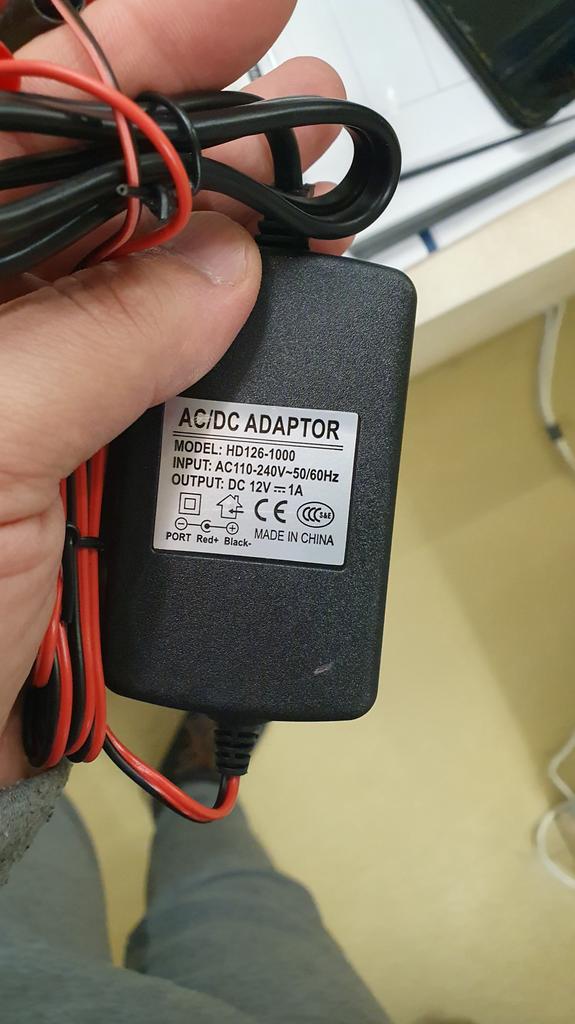 AC/DC ADAPTOR
MODEL: HD126-1000
INPUT: AC110-240V~50/60Hz
OUTPUT: DC 12V⎓1A
CE CCC S&E
PORT Red+ Black- MADE IN CHINA